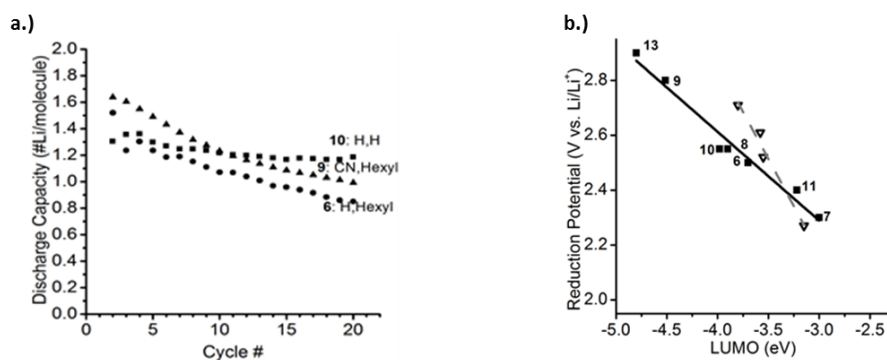 a.)
2.0
1.8
1.6
1.4
1.2
1.0
0.8
0.6
0.4
0.2
0.0
Discharge Capacity (#Li/molecule)
10: H,H
9: CN,Hexyl
6: H,Hexyl
0 5 10 15 20
Cycle #
b.)
2.8
2.6
2.4
2.2
2.0
Reduction Potential (V vs. Li/Li⁺)
13
9
10
8
6
11
7
-5.0 -4.5 -4.0 -3.5 -3.0 -2.5
LUMO (eV)